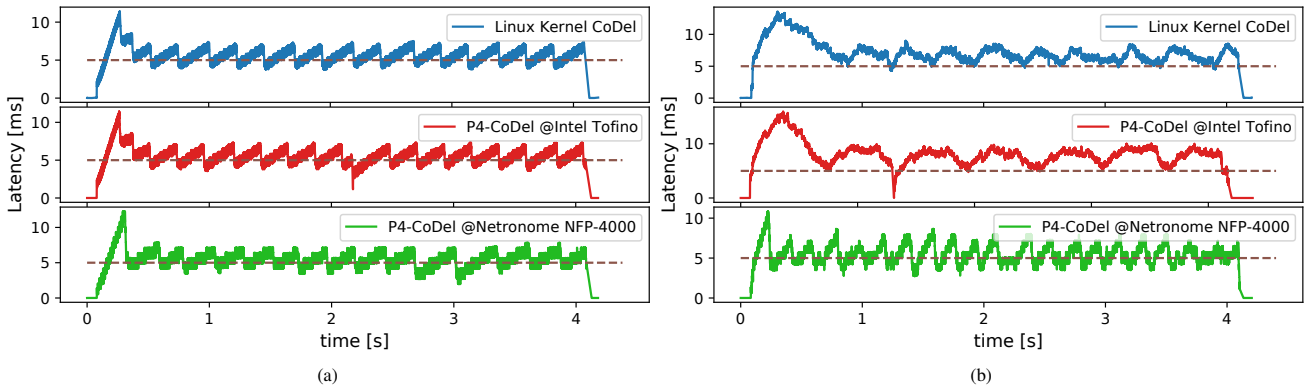 Latency [ms]
10
5
0
Linux Kernel CoDel
10
5
0
P4-CoDel @Intel Tofino
10
5
0
P4-CoDel @Netronome NFP-4000
0 1 2 3 4
time [s]
(a)
10
5
0
Linux Kernel CoDel
10
5
0
P4-CoDel @Intel Tofino
10
5
0
P4-CoDel @Netronome NFP-4000
0 1 2 3 4
time [s]
(b)